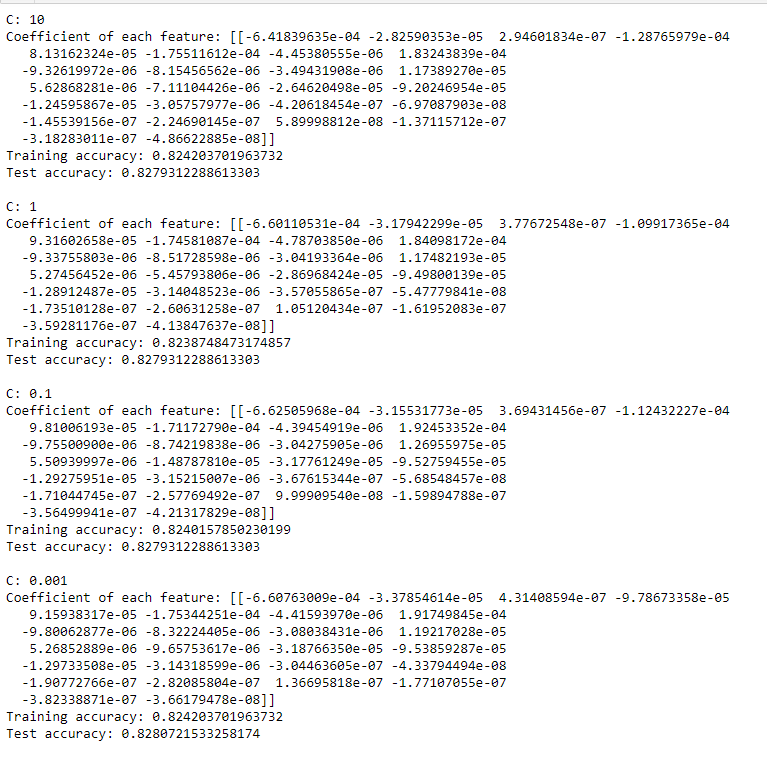 C: 10
Coefficient of each feature: [[-6.41839635e-04 -2.82590353e-05  2.94601834e-07 -1.28765979e-04
   8.13162324e-05 -1.75511612e-04 -4.45380555e-06  1.83243839e-04
  -9.32619972e-06 -8.15456562e-06 -3.49431908e-06  1.17389270e-05
   5.62868281e-06 -7.11104426e-06 -2.64620498e-05 -9.20246954e-05
  -1.24595867e-05 -3.05757977e-06 -4.20618454e-07 -6.97087903e-08
  -1.45539156e-07 -2.24690145e-07  5.89998812e-08 -1.37115712e-07
  -3.18283011e-07 -4.86622885e-08]]
Training accuracy: 0.824203701963732
Test accuracy: 0.8279312288613303
C: 1
Coefficient of each feature: [[-6.60110531e-04 -3.17942299e-05  3.77672548e-07 -1.09917365e-04
   9.31602658e-05 -1.74581087e-04 -4.78703850e-06  1.84098172e-04
  -9.33755803e-06 -8.51728598e-06 -3.04193364e-06  1.17482193e-05
   5.27456452e-06 -5.45793806e-06 -2.86968424e-05 -9.49800139e-05
  -1.28912487e-05 -3.14048523e-06 -3.57055865e-07 -5.47779841e-08
  -1.73510128e-07 -2.60631258e-07  1.05120434e-07 -1.61952083e-07
  -3.59281176e-07 -4.13847637e-08]]
Training accuracy: 0.8238748473174857
Test accuracy: 0.8279312288613303
C: 0.1
Coefficient of each feature: [[-6.62505968e-04 -3.15531773e-05  3.69431456e-07 -1.12432227e-04
   9.81006193e-05 -1.71172790e-04 -4.39454919e-06  1.92453352e-04
  -9.75500900e-06 -8.74219838e-06 -3.04275905e-06  1.26955975e-05
   5.50939997e-06 -1.48787810e-05 -3.17761249e-05 -9.52759455e-05
  -1.29275951e-05 -3.15215007e-06 -3.67615344e-07 -5.68548457e-08
  -1.71044745e-07 -2.57769492e-07  9.99909540e-08 -1.59894788e-07
  -3.56499941e-07 -4.21317829e-08]]
Training accuracy: 0.8240157850230199
Test accuracy: 0.8279312288613303
C: 0.001
Coefficient of each feature: [[-6.60763009e-04 -3.37854614e-05  4.31408594e-07 -9.78673358e-05
   9.15938317e-05 -1.75344251e-04 -4.41593970e-06  1.91749845e-04
  -9.80062877e-06 -8.32224405e-06 -3.08038431e-06  1.19217028e-05
   5.26852889e-06 -9.65753617e-06 -3.18766350e-05 -9.53859287e-05
  -1.29733508e-05 -3.14318599e-06 -3.04463605e-07 -4.33794494e-08
  -1.90772766e-07 -2.82085804e-07  1.36695818e-07 -1.77107055e-07
  -3.82338871e-07 -3.66179478e-08]]
Training accuracy: 0.824203701963732
Test accuracy: 0.8280721533258174